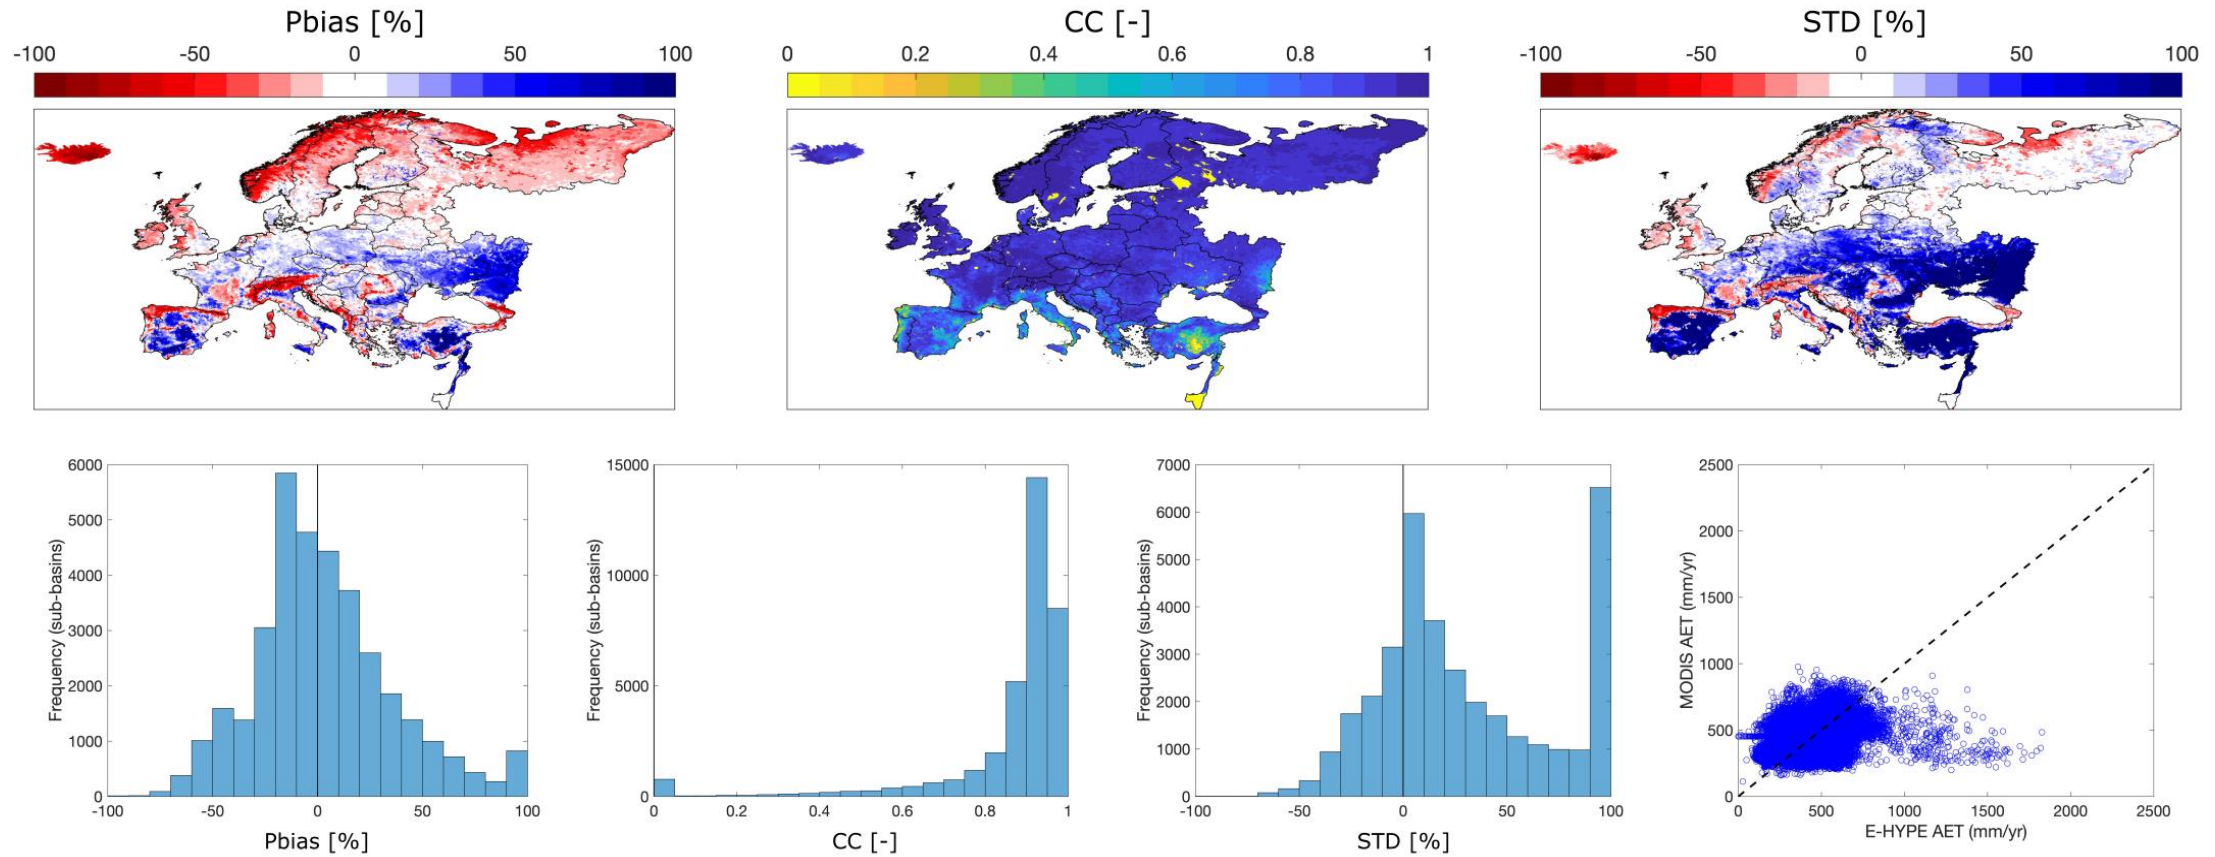 Pbias [%]
-100 -50 0 50 100
CC [-]
0 0.2 0.4 0.6 0.8 1
STD [%]
-100 -50 0 50 100
Frequency (sub-basins)
6000
5000
4000
3000
2000
1000
0
-100 -50 0 50 100
Pbias [%]
Frequency (sub-basins)
15000
10000
5000
0
0 0.2 0.4 0.6 0.8 1
CC [-]
Frequency (sub-basins)
7000
6000
5000
4000
3000
2000
1000
0
-100 -50 0 50 100
STD [%]
MODIS AET (mm/yr)
2500
2000
1500
1000
500
0
0 500 1000 1500 2000 2500
E-HYPE AET (mm/yr)